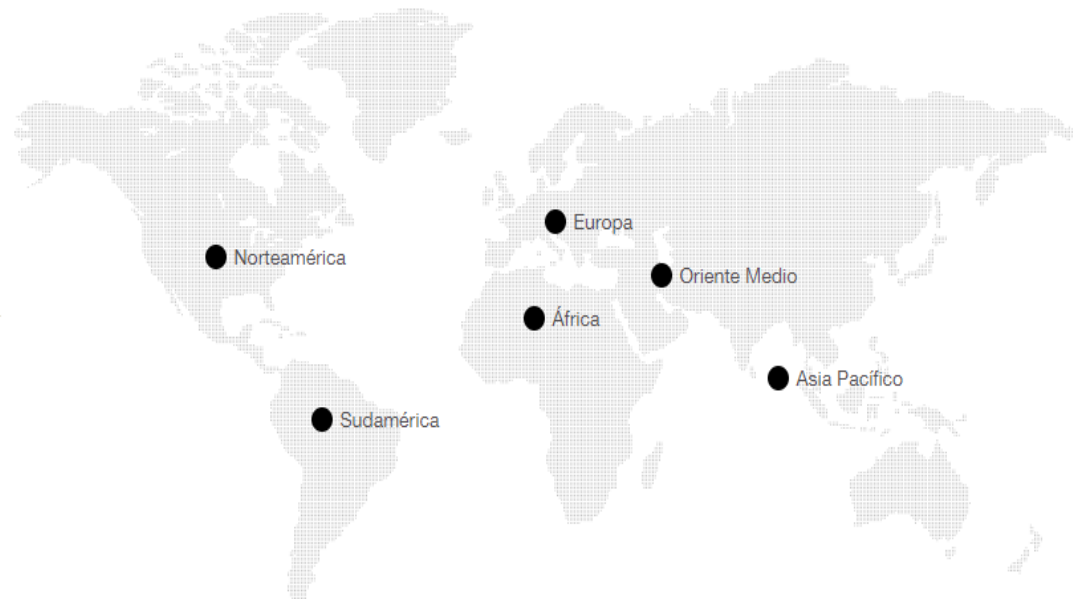 Europa
Norteamérica
Oriente Medio
África
Asia Pacífico
Sudamérica